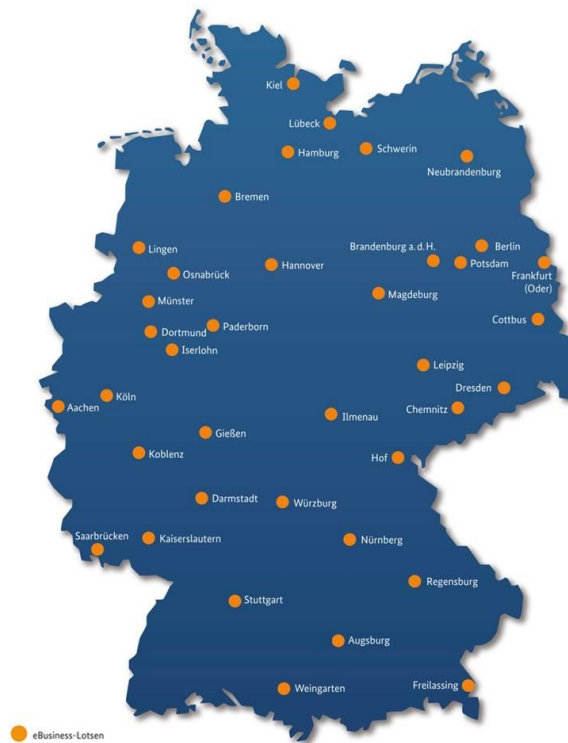 Kiel
Lübeck
Hamburg
Schwerin
Neubrandenburg
Bremen
Lingen
Osnabrück
Hannover
Brandenburg a. d. H.
Berlin
Potsdam
Frankfurt
(Oder)
Münster
Magdeburg
Cottbus
Dortmund
Paderborn
Iserlohn
Leipzig
Dresden
Köln
Aachen
Chemnitz
Ilmenau
Gießen
Koblenz
Hof
Darmstadt
Würzburg
Saarbrücken
Kaiserslautern
Nürnberg
Regensburg
Stuttgart
Augsburg
Weingarten
Freilassing
eBusiness-Lotsen